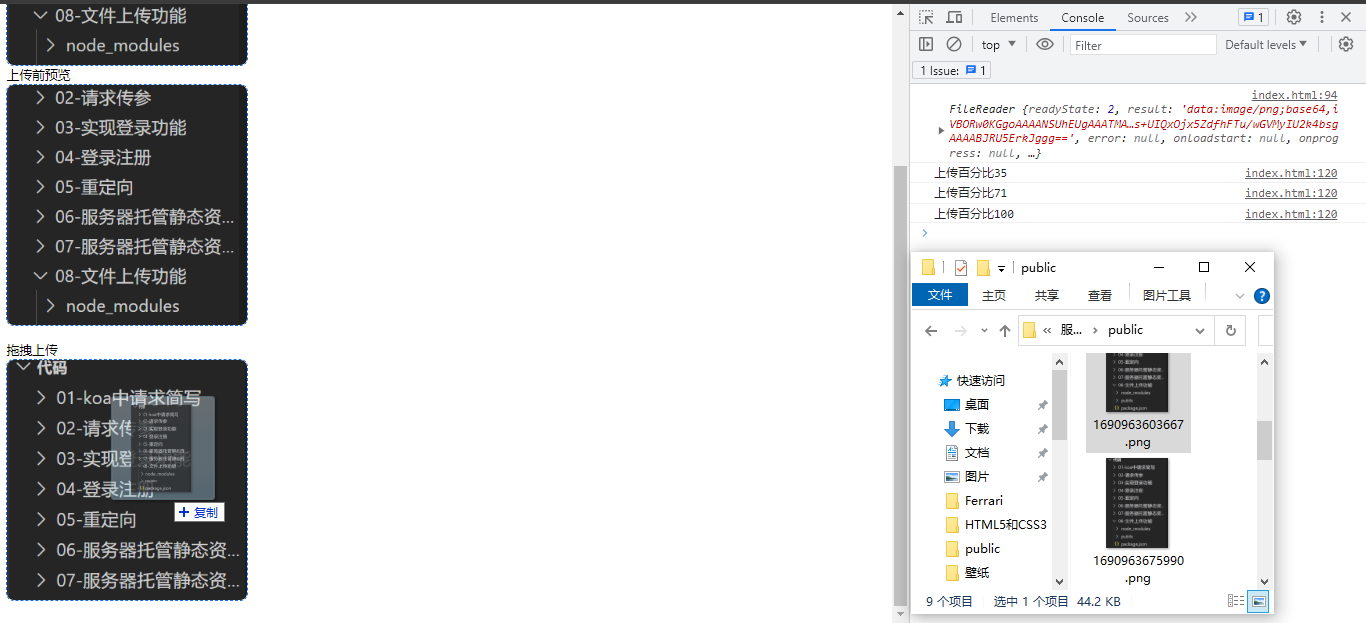 08-文件上传功能
node_modules
上传前预览
02-请求传参
03-实现登录功能
04-登录注册
05-重定向
06-服务器托管静态资...
07-服务器托管静态资...
08-文件上传功能
node_modules
拖拽上传
代码
01-koa中请求简写
02-请求传
03-实现登
04-登录注册
+ 复制
05-重定向
06-服务器托管静态资...
07-服务器托管静态资...
Elements Console Sources 1
top Filter Default levels
1 Issue: 1
index.html:94
FileReader {readyState: 2, result: 'data:image/png;base64,i
VBORw0KGgoAAAANSUhEUgAAATMA…s+UIQxOjx5ZdfhFTu/wGVMyIU2k4bsg
AAAABJRU5ErkJggg==', error: null, onloadstart: null, onprog
ress: null, …}
上传百分比35 index.html:120
上传百分比71 index.html:120
上传百分比100 index.html:120
public
文件 主页 共享 查看 图片工具
« 服... › public
快速访问
桌面
下载
文档
图片
Ferrari
HTML5和CSS3
public
壁纸
1690963603667
.png
1690963675990
.png
9 个项目 选中 1 个项目 44.2 KB